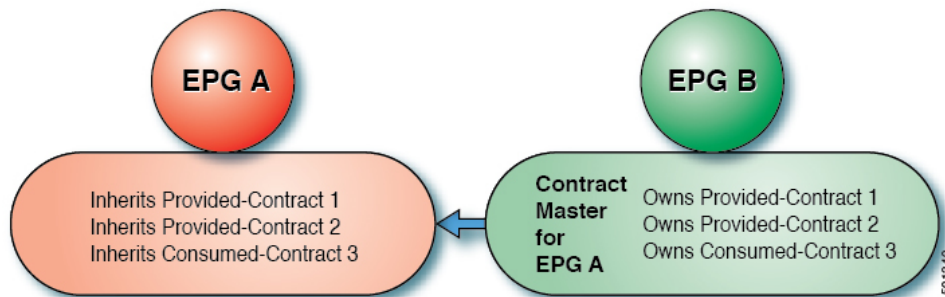 EPG A
Inherits Provided-Contract 1
Inherits Provided-Contract 2
Inherits Consumed-Contract 3
EPG B
Contract
Master
for
EPG A
Owns Provided-Contract 1
Owns Provided-Contract 2
Owns Consumed-Contract 3